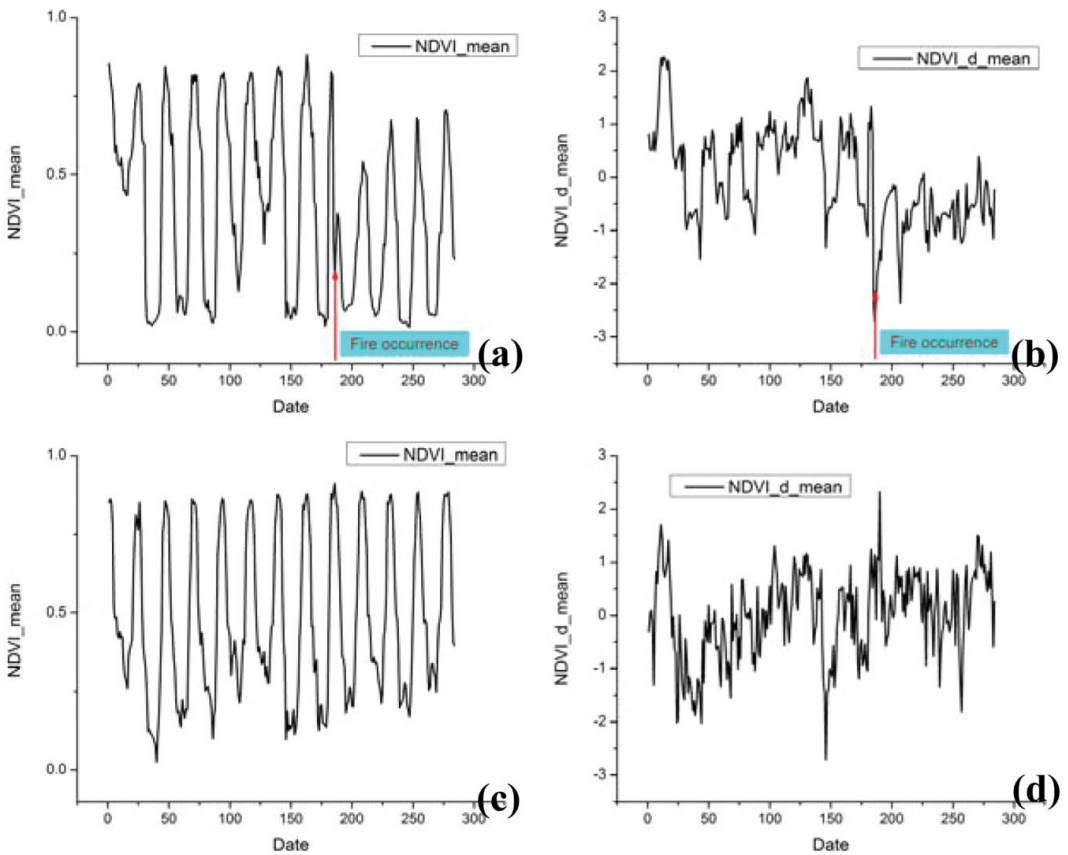 1.0
0.5
0.0
NDVI_mean
NDVI_mean
Fire occurrence
0 50 100 150 200 250 300
Date
(a)
3
2
1
0
-1
-2
-3
NDVI_d_mean
NDVI_d_mean
Fire occurrence
0 50 100 150 200 250 300
Date
(b)
1.0
0.5
0.0
NDVI_mean
NDVI_mean
0 50 100 150 200 250 300
Date
(c)
3
2
1
0
-1
-2
-3
NDVI_d_mean
NDVI_d_mean
0 50 100 150 200 250 300
Date
(d)